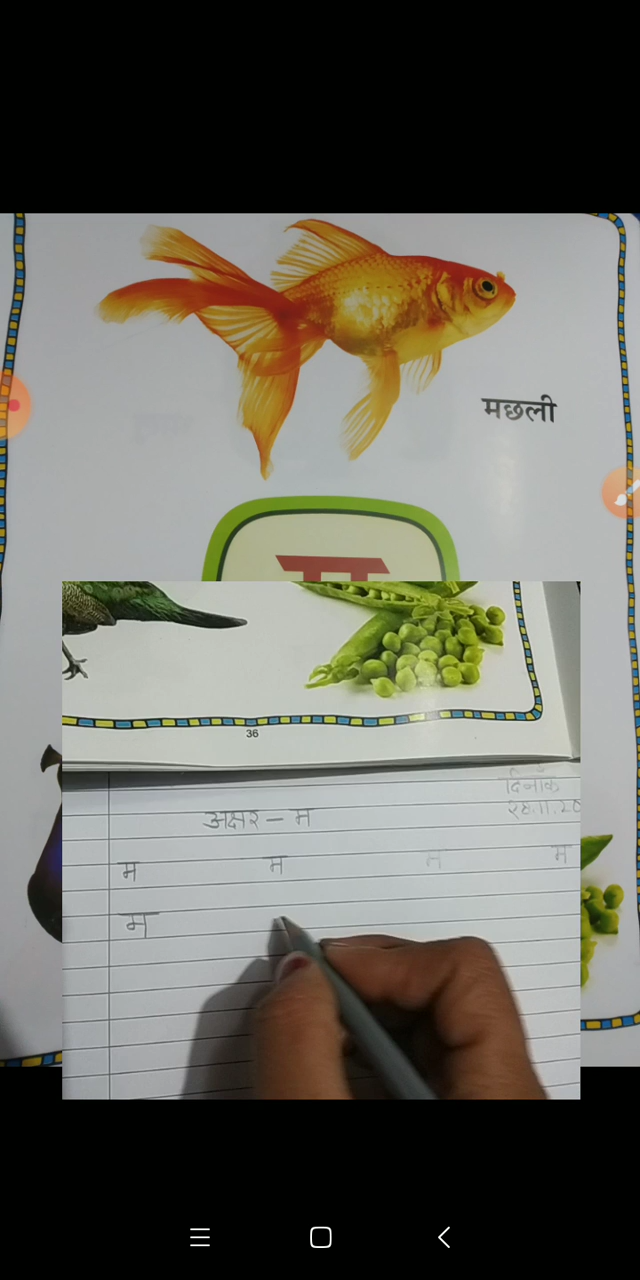 मछली
36
दिनाँक
अक्षर – म
म म म म
म